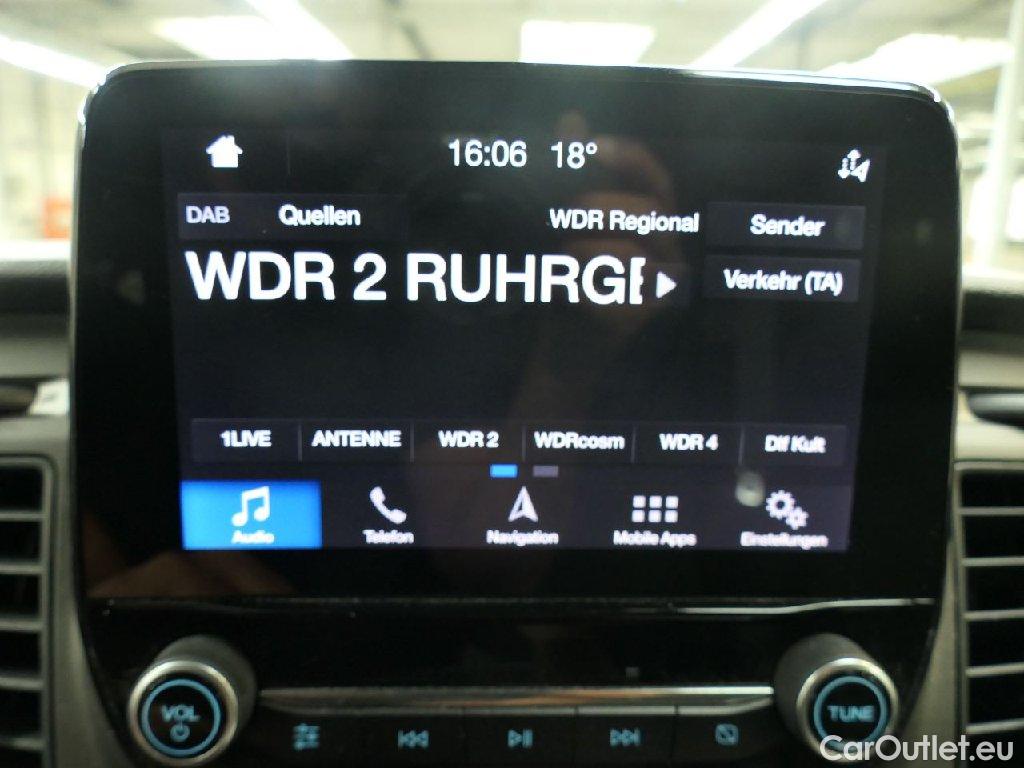 16:06 18°
DAB Quellen WDR Regional Sender
WDR 2 RUHRGE
Verkehr (TA)
1LIVE ANTENNE WDR 2 WDRcosm WDR 4 Dlf Kult
Audio Telefon Navigation Mobile Apps Einstellungen
VOL TUNE
CarOutlet.eu